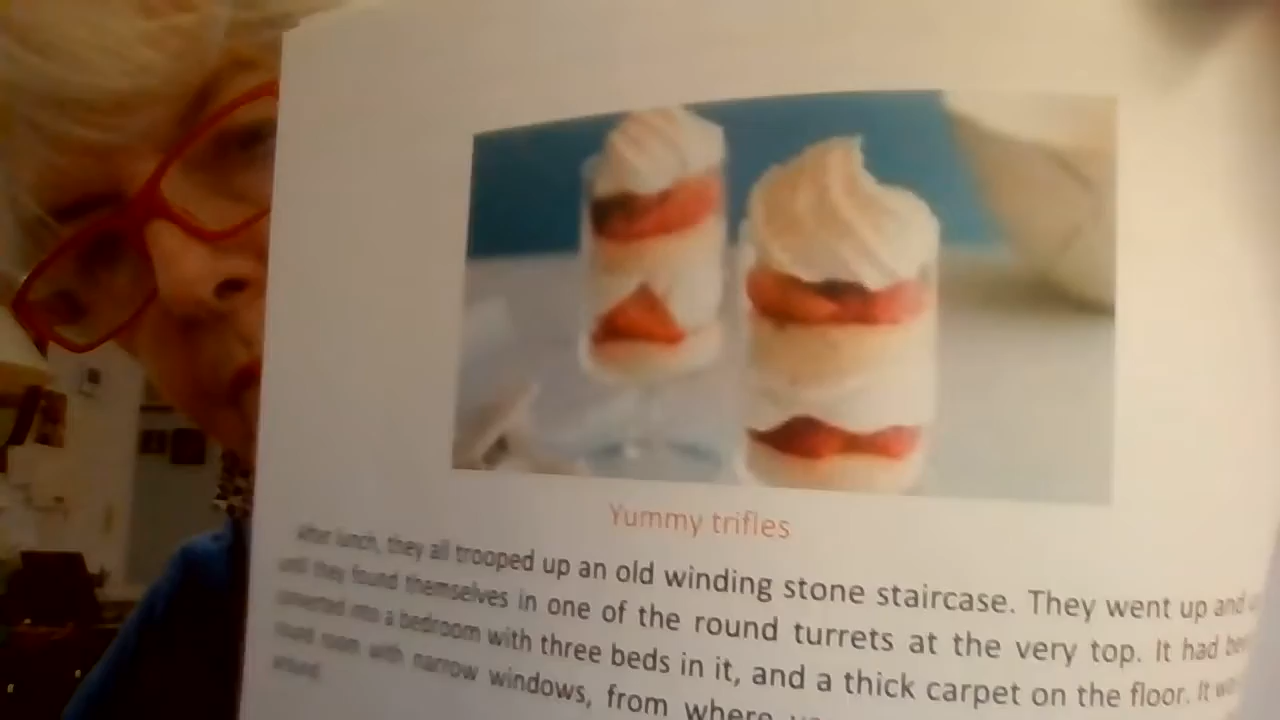 Yummy trifles
After lunch, they all trooped up an old winding stone staircase. They went up and
until they found themselves in one of the round turrets at the very top. It had
converted into a bedroom with three beds in it, and a thick carpet on the floor. It
round room with narrow windows, from where
around.